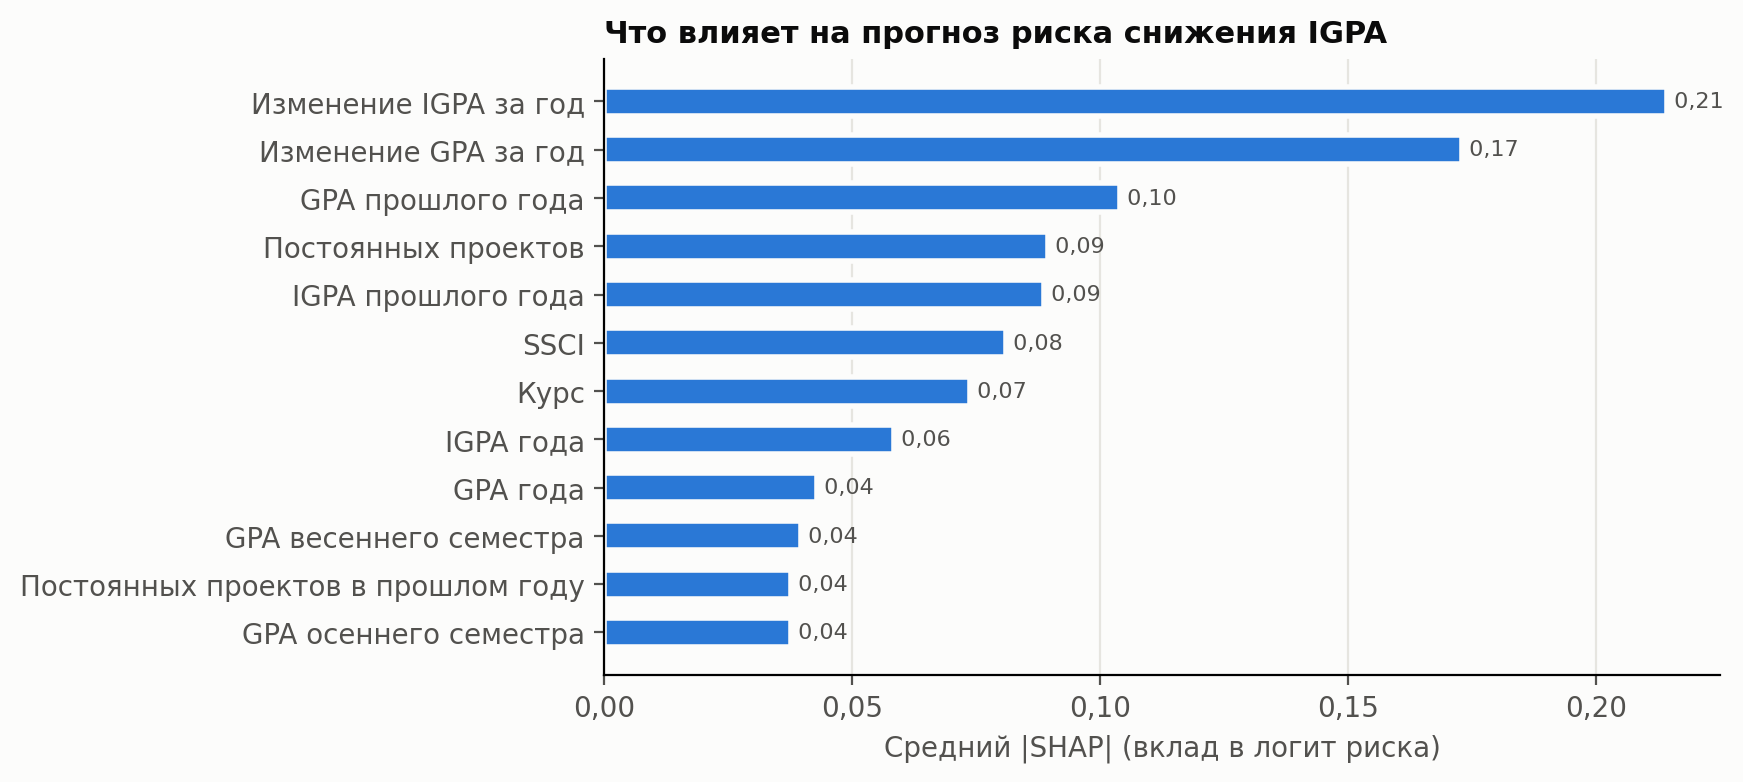 Что влияет на прогноз риска снижения IGPA
Изменение IGPA за год 0,21
Изменение GPA за год 0,17
GPA прошлого года 0,10
Постоянных проектов 0,09
IGPA прошлого года 0,09
SSCI 0,08
Курс 0,07
IGPA года 0,06
GPA года 0,04
GPA весеннего семестра 0,04
Постоянных проектов в прошлом году 0,04
GPA осеннего семестра 0,04
0,00 0,05 0,10 0,15 0,20
Средний |SHAP| (вклад в логит риска)